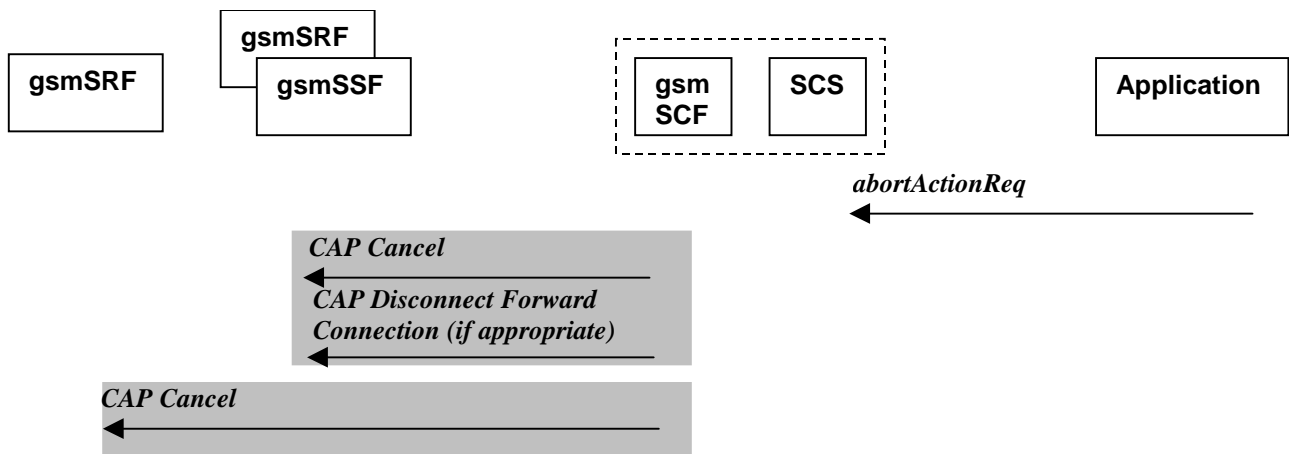 gsmSRF
gsmSRF
gsmSSF
gsm
SCF
SCS
Application
abortActionReq
CAP Cancel
CAP Disconnect Forward
Connection (if appropriate)
CAP Cancel